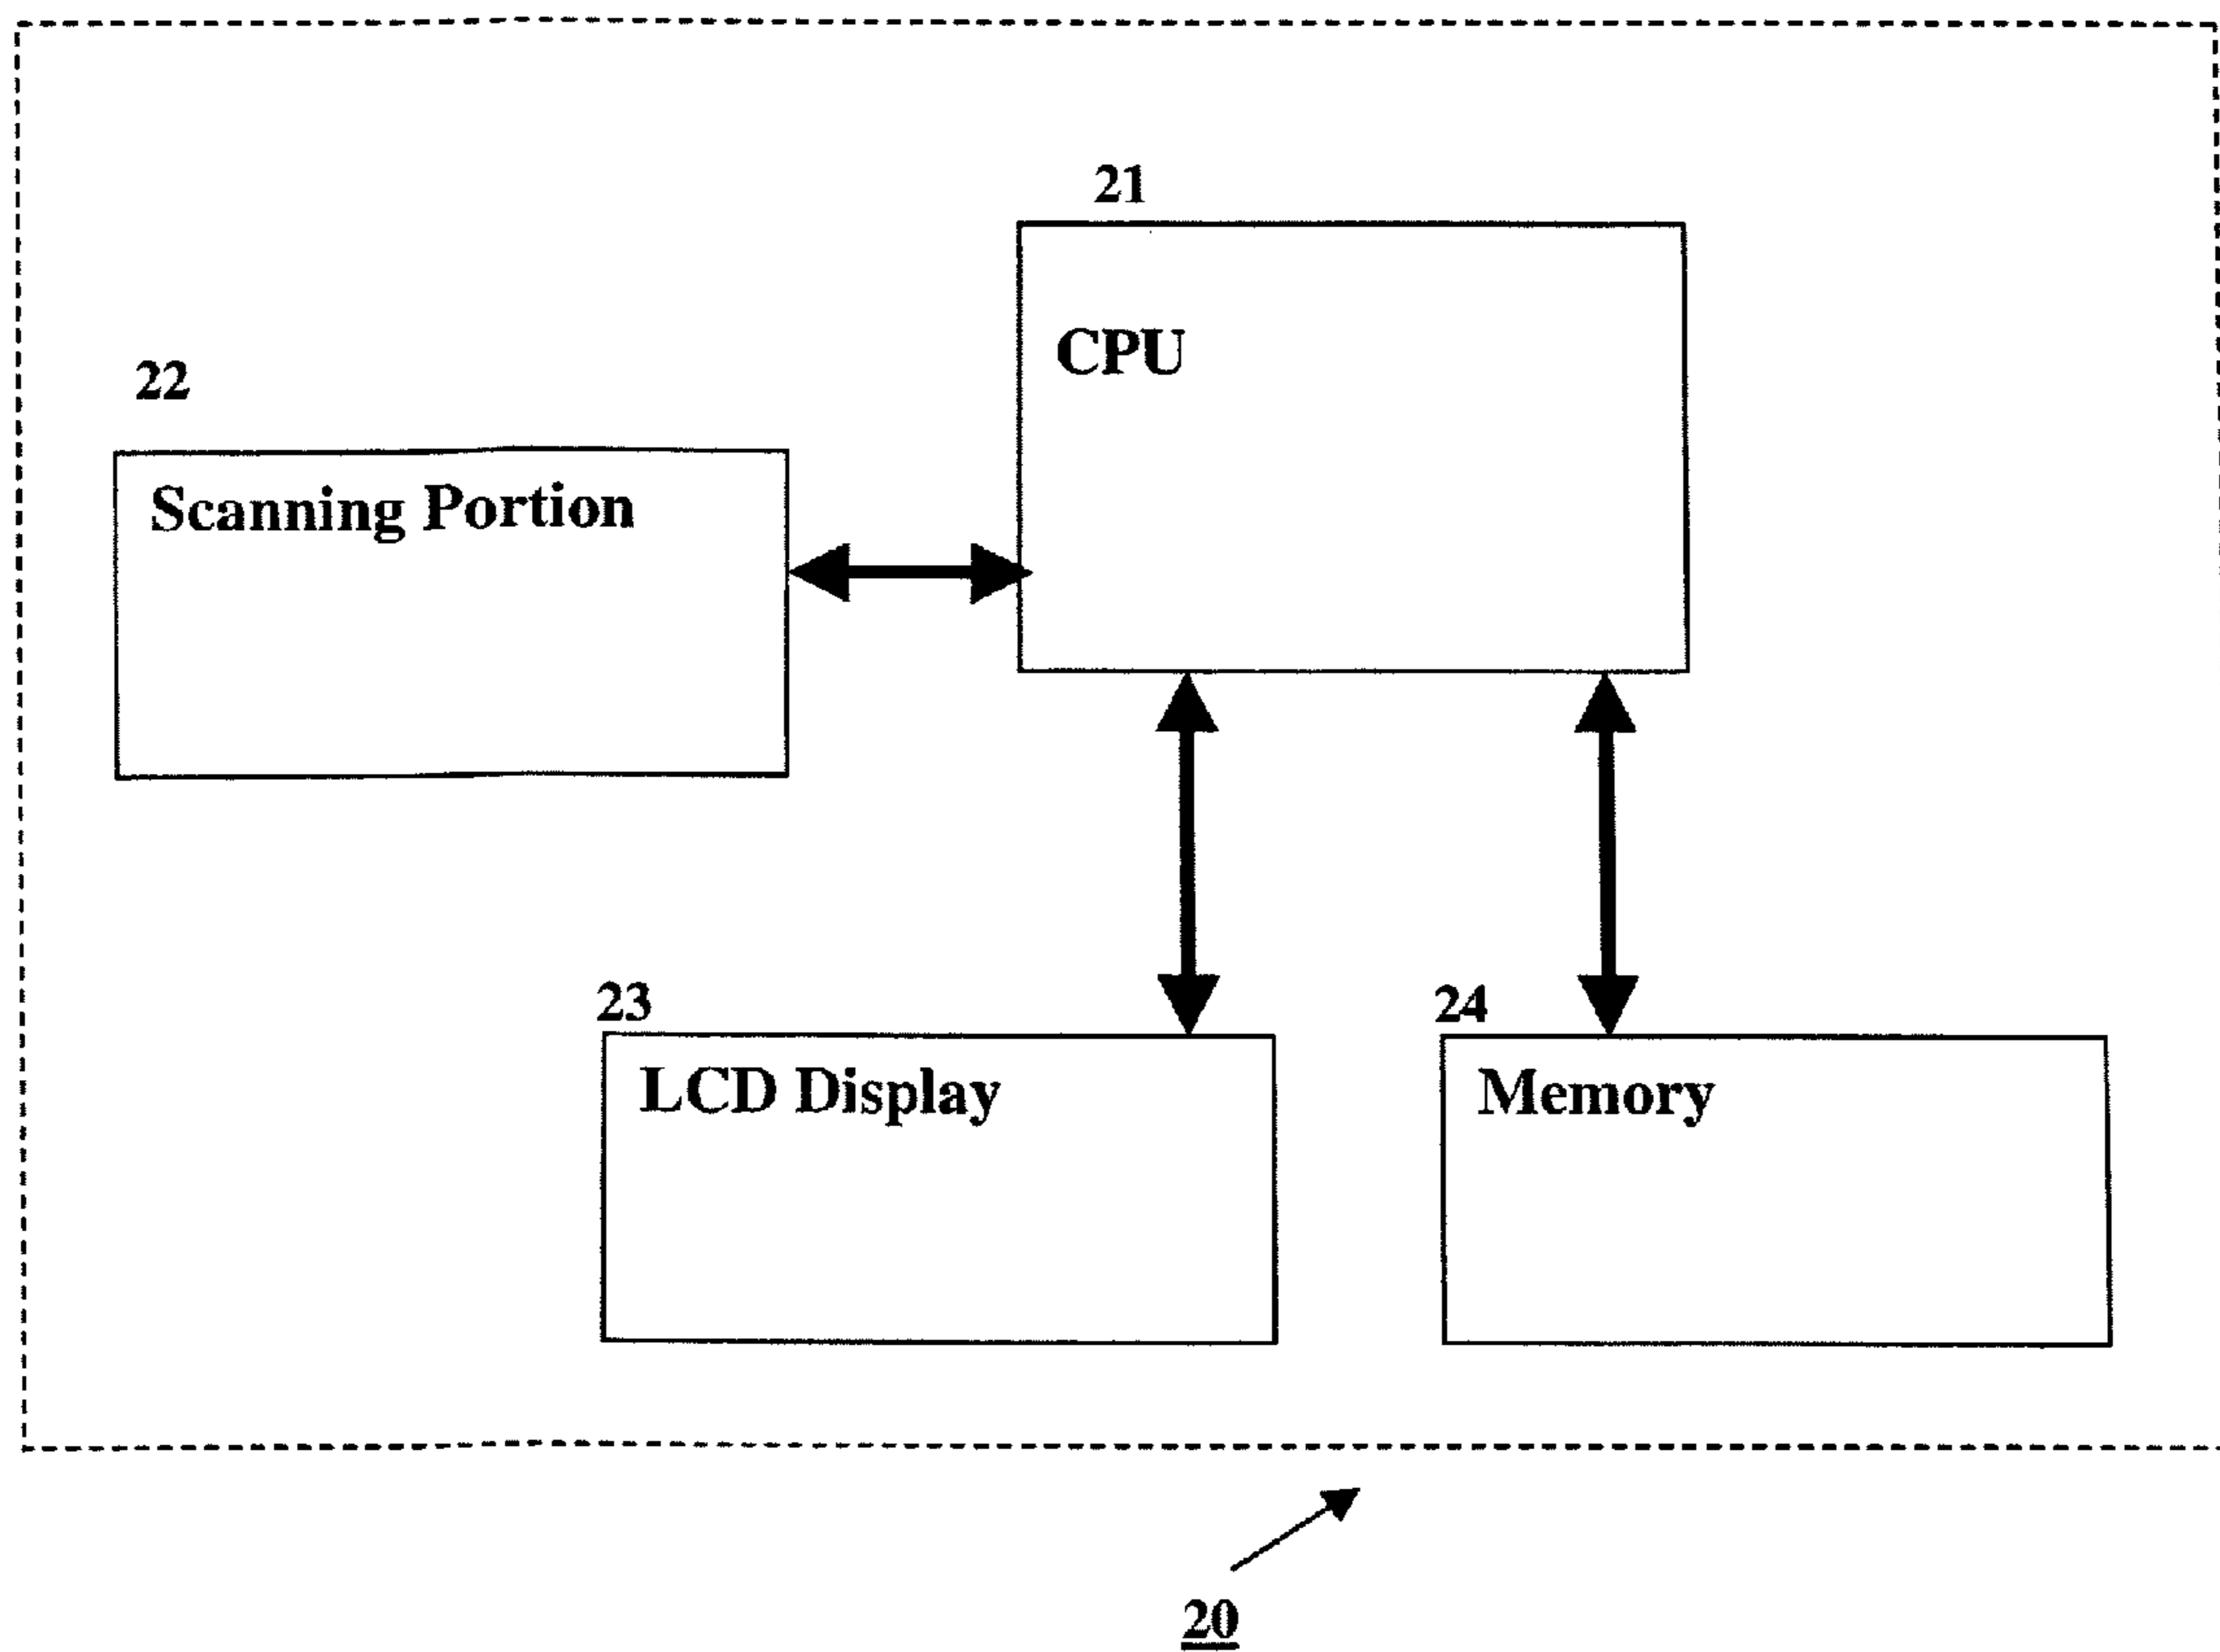 21
CPU
22
Scanning Portion
23
LCD Display
24
Memory
20